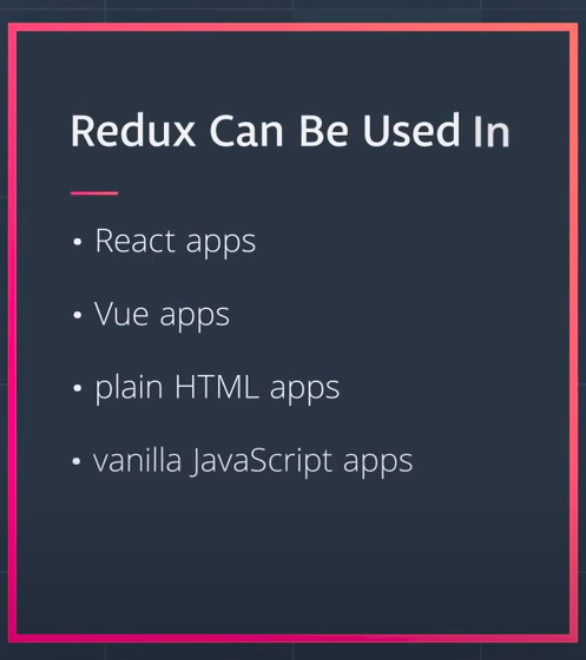 Redux Can Be Used In
• React apps
• Vue apps
• plain HTML apps
• vanilla JavaScript apps